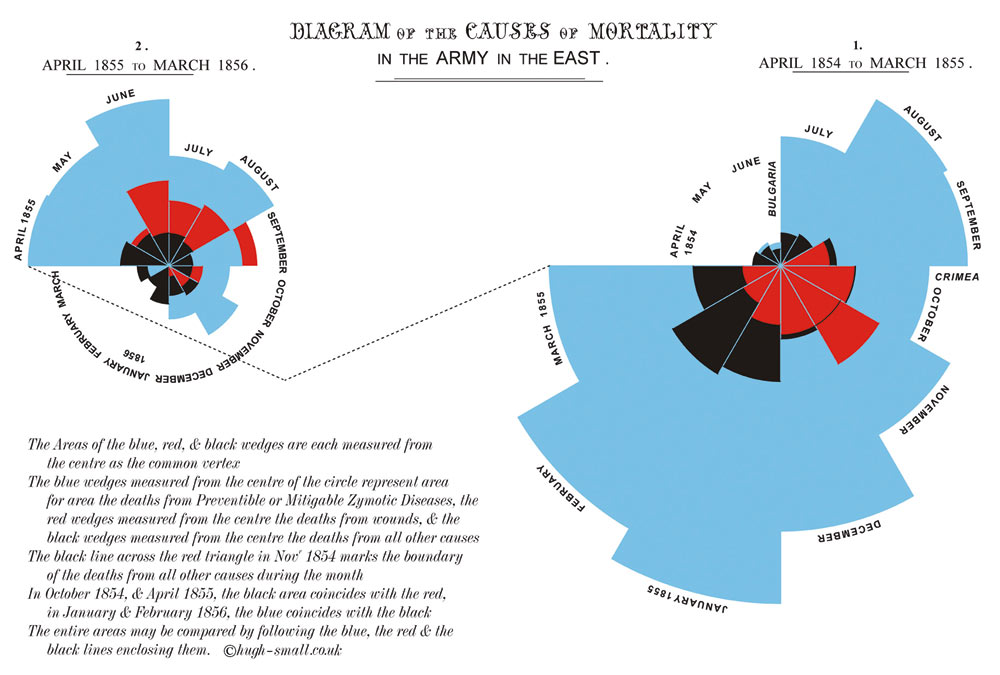 DIAGRAM OF THE CAUSES OF MORTALITY
IN THE ARMY IN THE EAST .
2 .
APRIL 1855 TO MARCH 1856 .
1.
APRIL 1854 TO MARCH 1855 .
APRIL 1855
MAY
JUNE
JULY
AUGUST
SEPTEMBER
OCTOBER
NOVEMBER
DECEMBER
JANUARY
1856
FEBRUARY
MARCH
APRIL
1854
MAY
JUNE
BULGARIA
JULY
AUGUST
SEPTEMBER
CRIMEA
OCTOBER
NOVEMBER
DECEMBER
JANUARY 1855
FEBRUARY
MARCH 1855
The Areas of the blue, red, & black wedges are each measured from
the centre as the common vertex
The blue wedges measured from the centre of the circle represent area
for area the deaths from Preventible or Mitigable Zymotic Diseases, the
red wedges measured from the centre the deaths from wounds, & the
black wedges measured from the centre the deaths from all other causes
The black line across the red triangle in Novʳ 1854 marks the boundary
of the deaths from all other causes during the month
In October 1854, & April 1855, the black area coincides with the red,
in January & February 1856, the blue coincides with the black
The entire areas may be compared by following the blue, the red & the
black lines enclosing them. ©hugh-small.co.uk